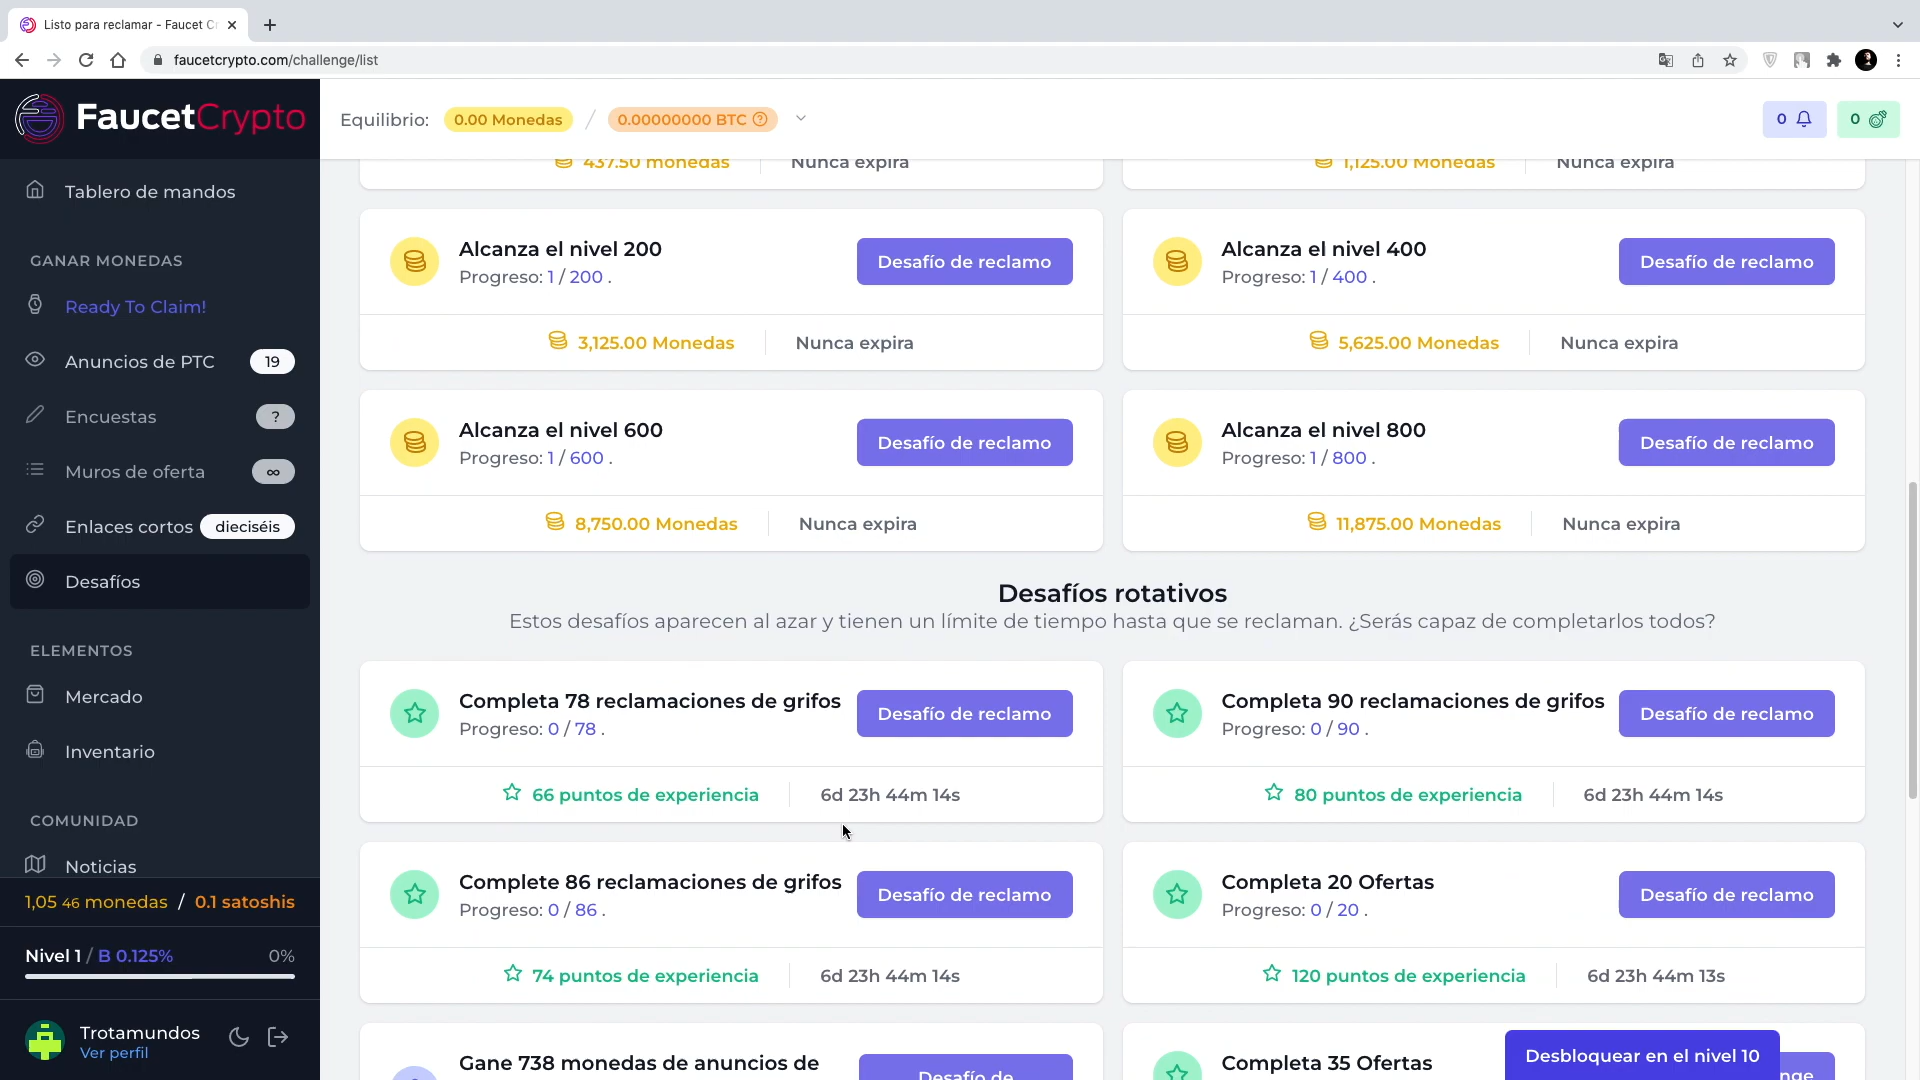 Listo para reclamar - Faucet C
faucetcrypto.com/challenge/list
FaucetCrypto
Equilibrio: 0.00 Monedas / 0.00000000 BTC
0
0
Tablero de mandos
GANAR MONEDAS
Ready To Claim!
Anuncios de PTC 19
Encuestas ?
Muros de oferta ∞
Enlaces cortos dieciséis
Desafíos
ELEMENTOS
Mercado
Inventario
COMUNIDAD
Noticias
1,05 46 monedas / 0.1 satoshis
Nivel 1 / B 0.125% 0%
Trotamundos
Ver perfil
437.50 monedas Nunca expira
1,125.00 Monedas Nunca expira
Alcanza el nivel 200
Progreso: 1 / 200 .
Desafío de reclamo
3,125.00 Monedas Nunca expira
Alcanza el nivel 400
Progreso: 1 / 400 .
Desafío de reclamo
5,625.00 Monedas Nunca expira
Alcanza el nivel 600
Progreso: 1 / 600 .
Desafío de reclamo
8,750.00 Monedas Nunca expira
Alcanza el nivel 800
Progreso: 1 / 800 .
Desafío de reclamo
11,875.00 Monedas Nunca expira
Desafíos rotativos
Estos desafíos aparecen al azar y tienen un límite de tiempo hasta que se reclaman. ¿Serás capaz de completarlos todos?
Completa 78 reclamaciones de grifos
Progreso: 0 / 78 .
Desafío de reclamo
66 puntos de experiencia 6d 23h 44m 14s
Completa 90 reclamaciones de grifos
Progreso: 0 / 90 .
Desafío de reclamo
80 puntos de experiencia 6d 23h 44m 14s
Complete 86 reclamaciones de grifos
Progreso: 0 / 86 .
Desafío de reclamo
74 puntos de experiencia 6d 23h 44m 14s
Completa 20 Ofertas
Progreso: 0 / 20 .
Desafío de reclamo
120 puntos de experiencia 6d 23h 44m 13s
Gane 738 monedas de anuncios de
Desafío de
Completa 35 Ofertas
Desbloquear en el nivel 10
nge